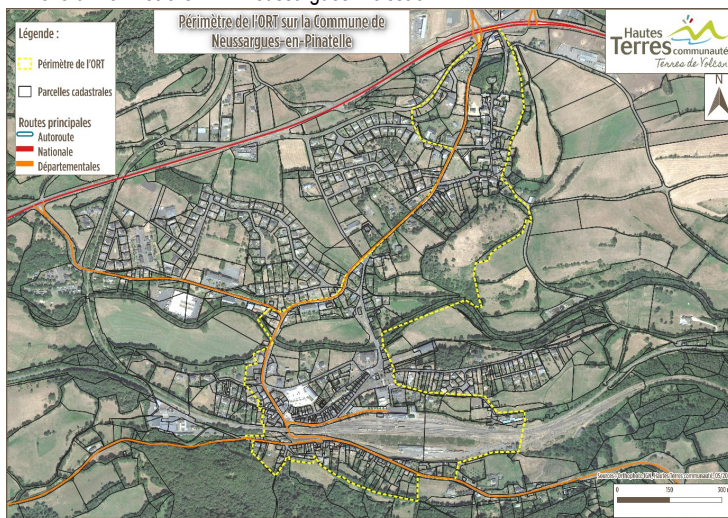 Périmètre de l'ORT sur la Commune de
Neussargues-en-Pinatelle
Légende :
Périmètre de l'ORT
Parcelles cadastrales
Routes principales
Autoroute
Nationale
Départementales
Hautes
Terres communauté
Terres de Volcans
N
0 150 300